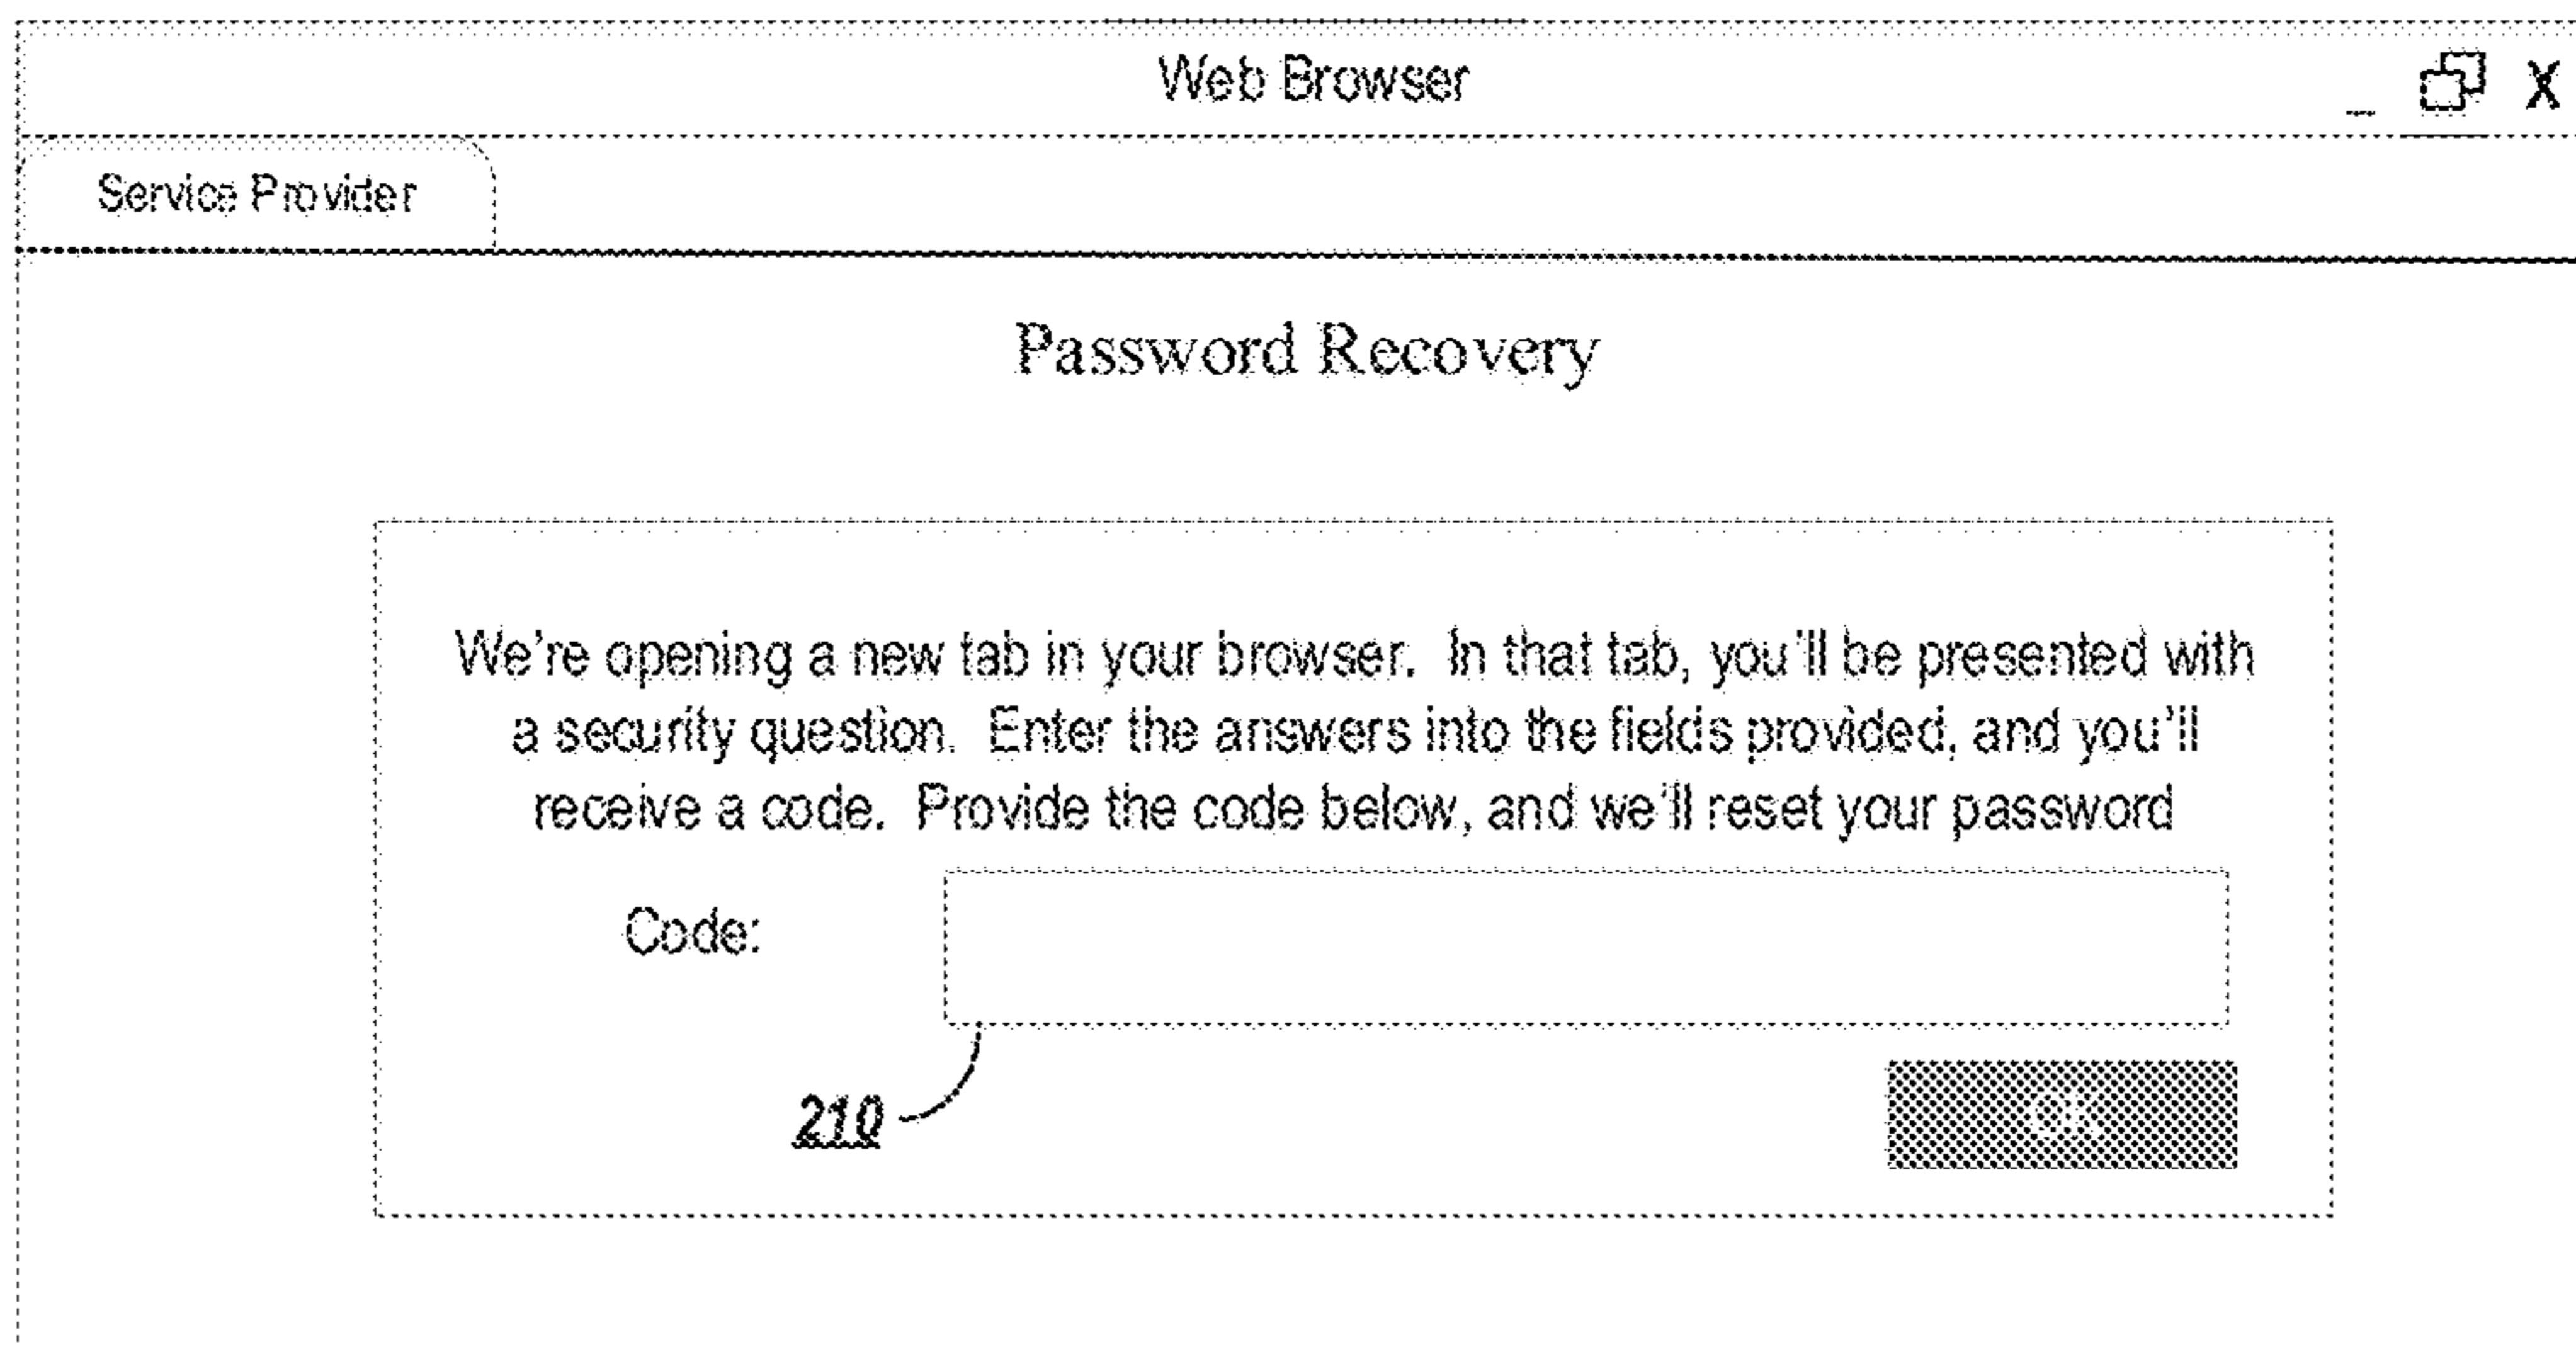 Web Browser _ X
Service Provider
Password Recovery
We're opening a new tab in your browser. In that tab, you'll be presented with
a security question. Enter the answers into the fields provided, and you'll
receive a code. Provide the code below, and we'll reset your password
Code:
210
OK